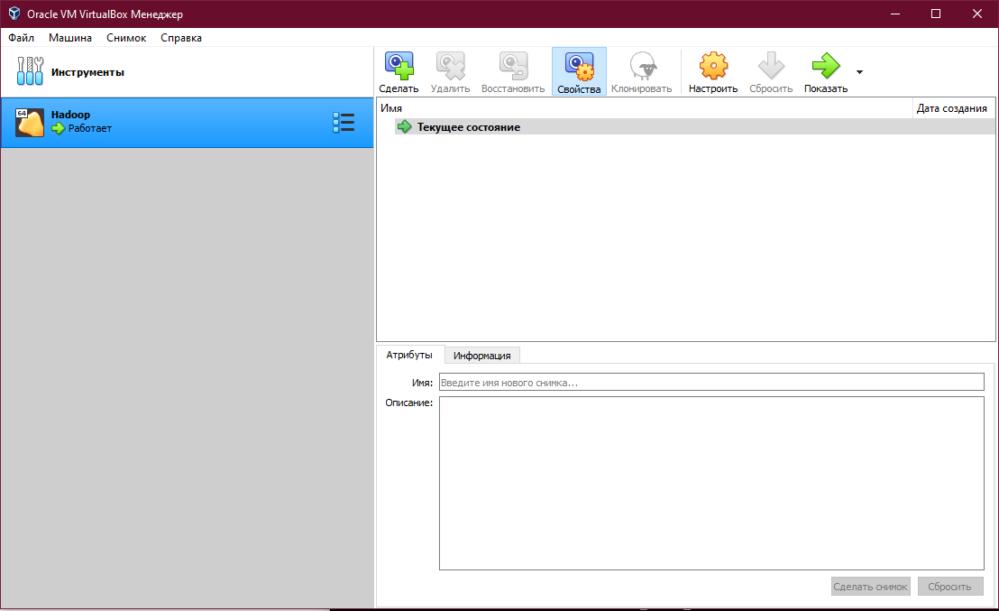 Oracle VM VirtualBox Менеджер
Файл Машина Снимок Справка
Инструменты
64
Hadoop
Работает
Сделать Удалить Восстановить Свойства Клонировать Настроить Сбросить Показать
Имя Дата создания
Текущее состояние
Атрибуты Информация
Имя: Введите имя нового снимка...
Описание:
Сделать снимок Сбросить